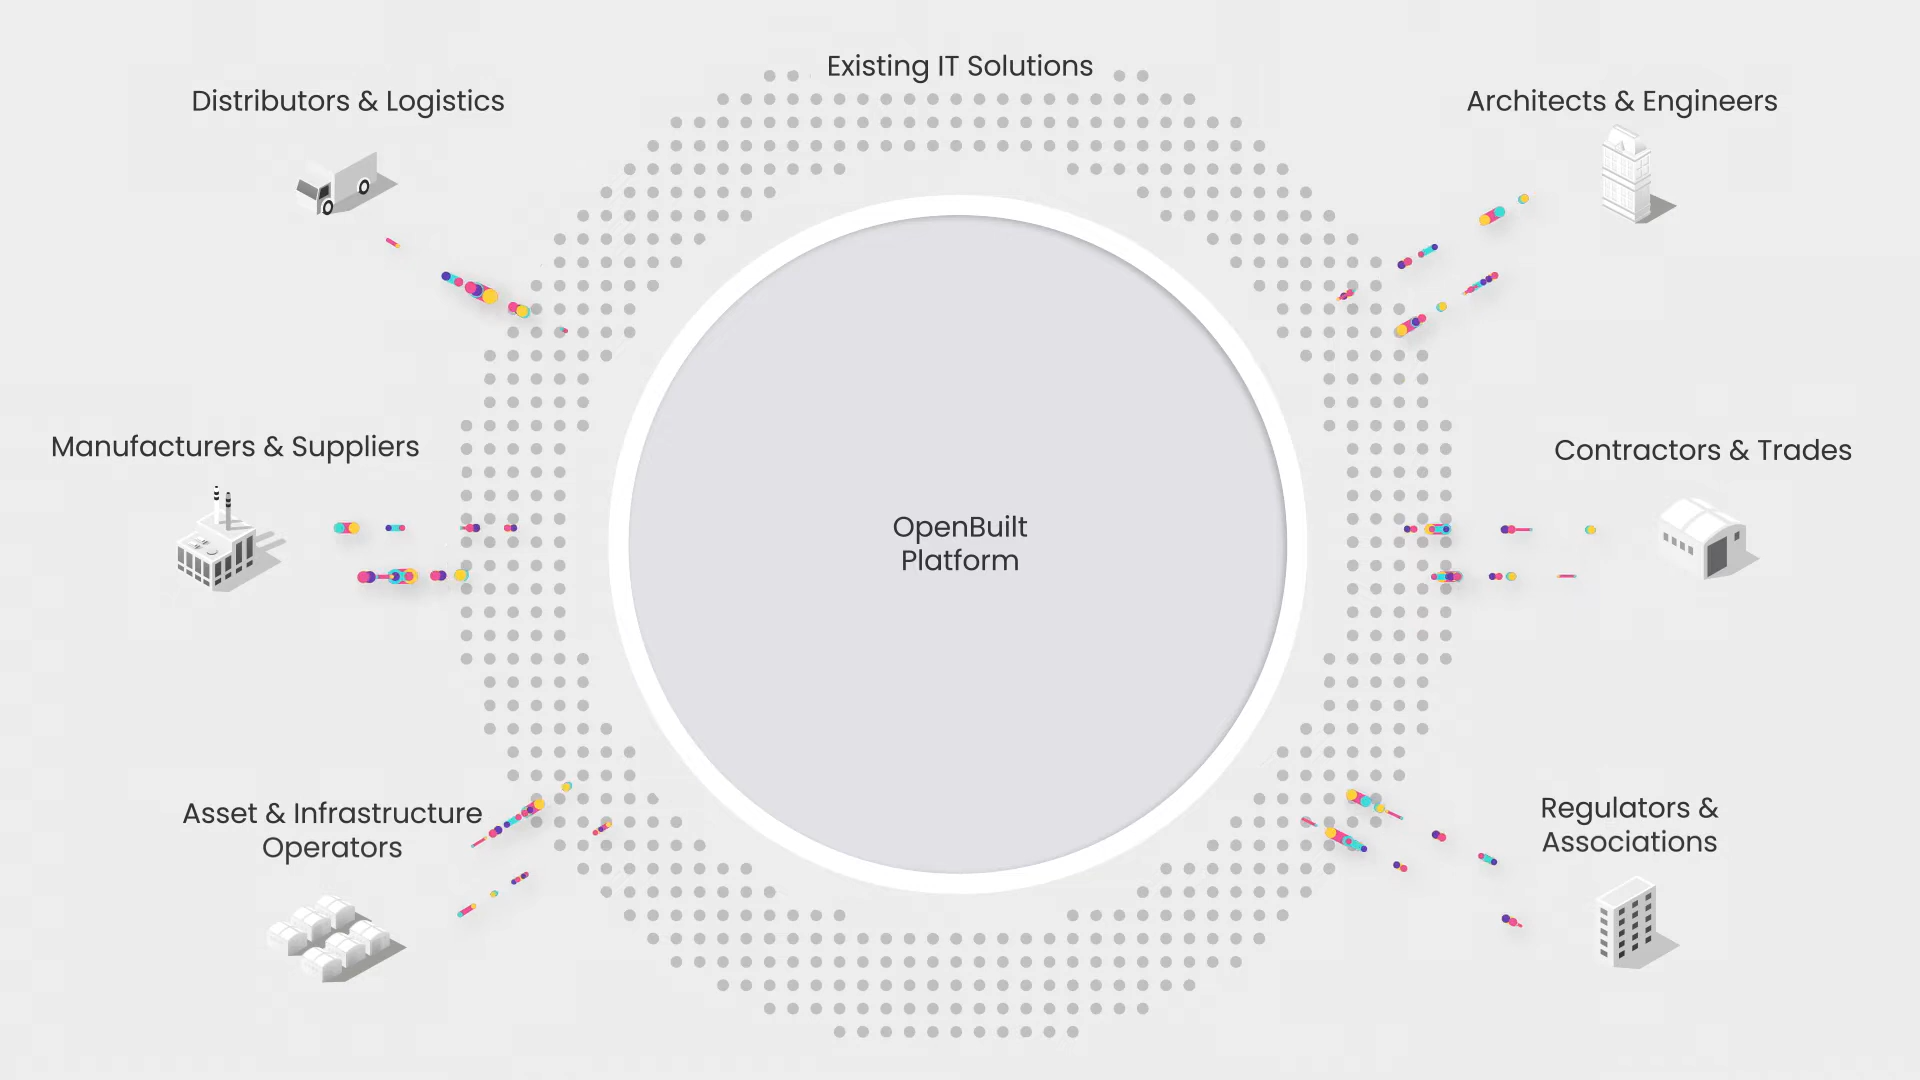 Existing IT Solutions
Distributors & Logistics
Architects & Engineers
Manufacturers & Suppliers
Contractors & Trades
OpenBuilt
Platform
Asset & Infrastructure
Operators
Regulators &
Associations